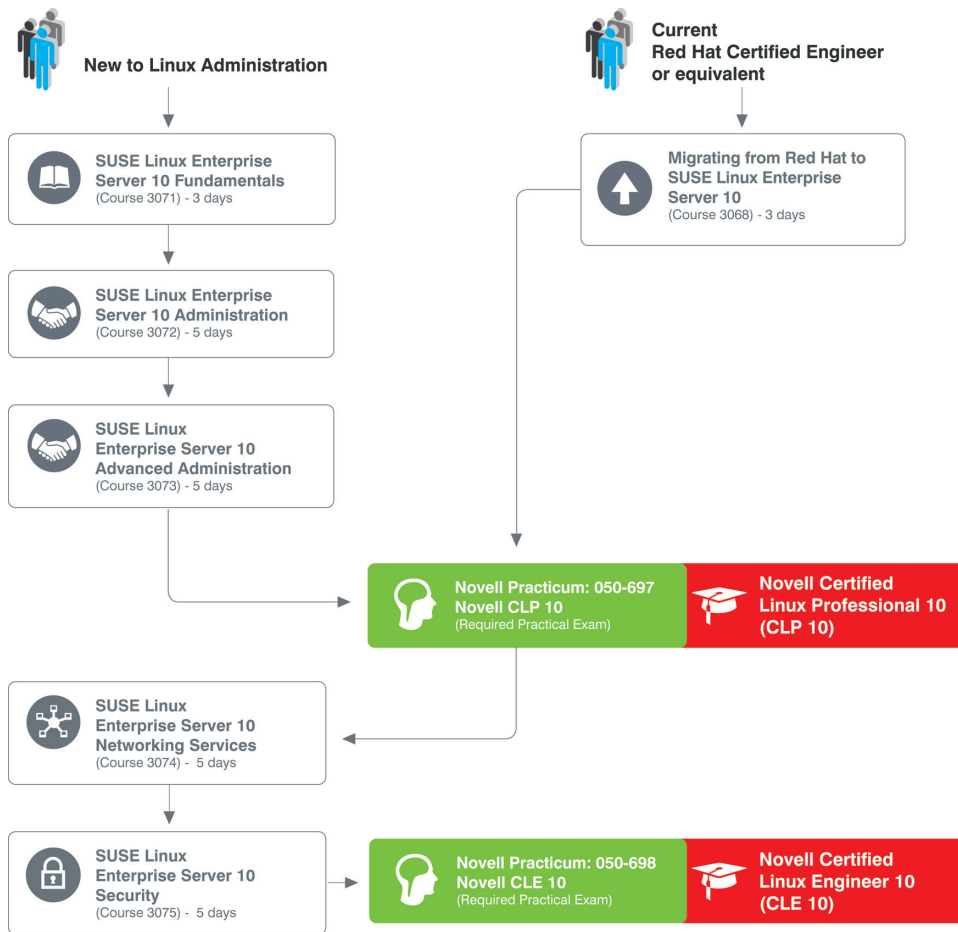 New to Linux Administration
Current
Red Hat Certified Engineer
or equivalent
SUSE Linux Enterprise
Server 10 Fundamentals
(Course 3071) - 3 days
Migrating from Red Hat to
SUSE Linux Enterprise
Server 10
(Course 3068) - 3 days
SUSE Linux Enterprise
Server 10 Administration
(Course 3072) - 5 days
SUSE Linux
Enterprise Server 10
Advanced Administration
(Course 3073) - 5 days
Novell Practicum: 050-697
Novell CLP 10
(Required Practical Exam)
Novell Certified
Linux Professional 10
(CLP 10)
SUSE Linux
Enterprise Server 10
Networking Services
(Course 3074) - 5 days
SUSE Linux
Enterprise Server 10
Security
(Course 3075) - 5 days
Novell Practicum: 050-698
Novell CLE 10
(Required Practical Exam)
Novell Certified
Linux Engineer 10
(CLE 10)